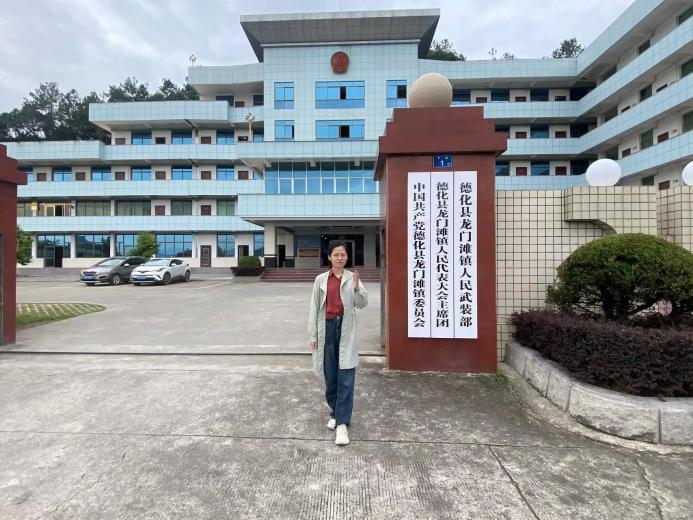 中国共产党德化县龙门滩镇委员会
德化县龙门滩镇人民代表大会主席团
德化县龙门滩镇人民武装部
1